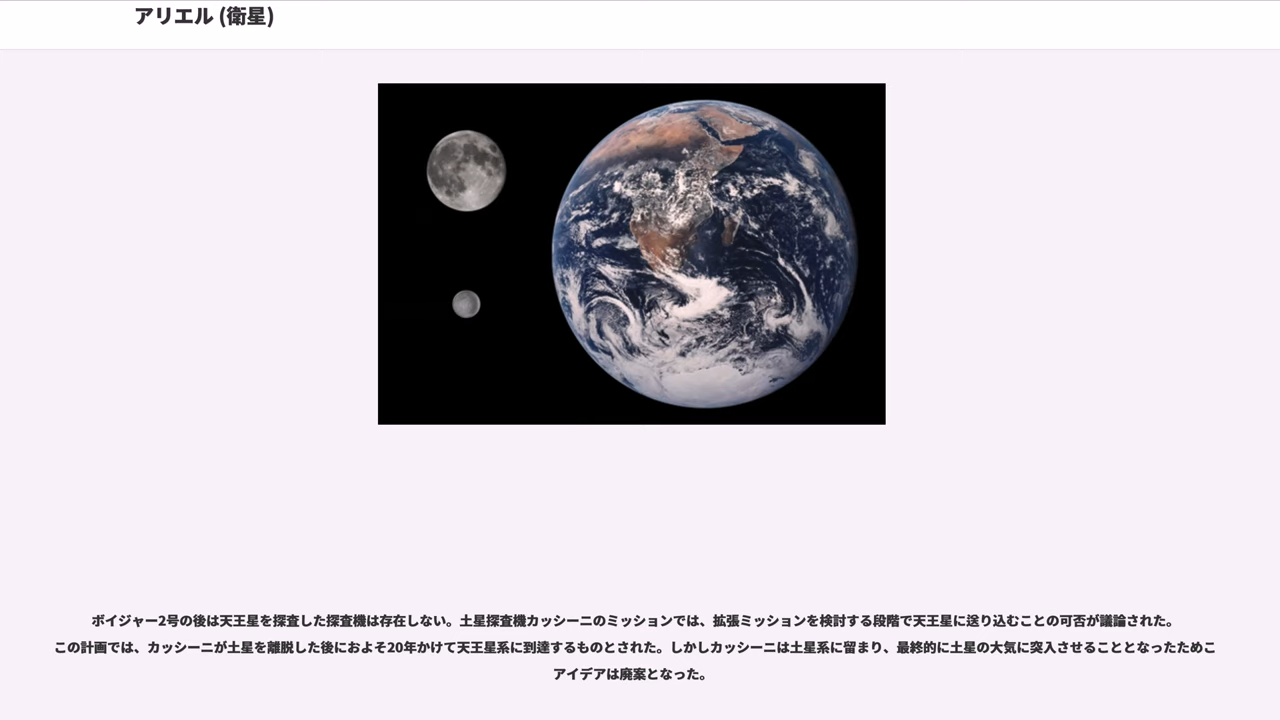 アリエル (衛星)
ボイジャー2号の後は天王星を探査した探査機は存在しない。土星探査機カッシーニのミッションでは、拡張ミッションを検討する段階で天王星に送り込むことの可否が議論された。
この計画では、カッシーニが土星を離脱した後におよそ20年かけて天王星系に到達するものとされた。しかしカッシーニは土星系に留まり、最終的に土星の大気に突入させることとなったためこ
アイデアは廃案となった。